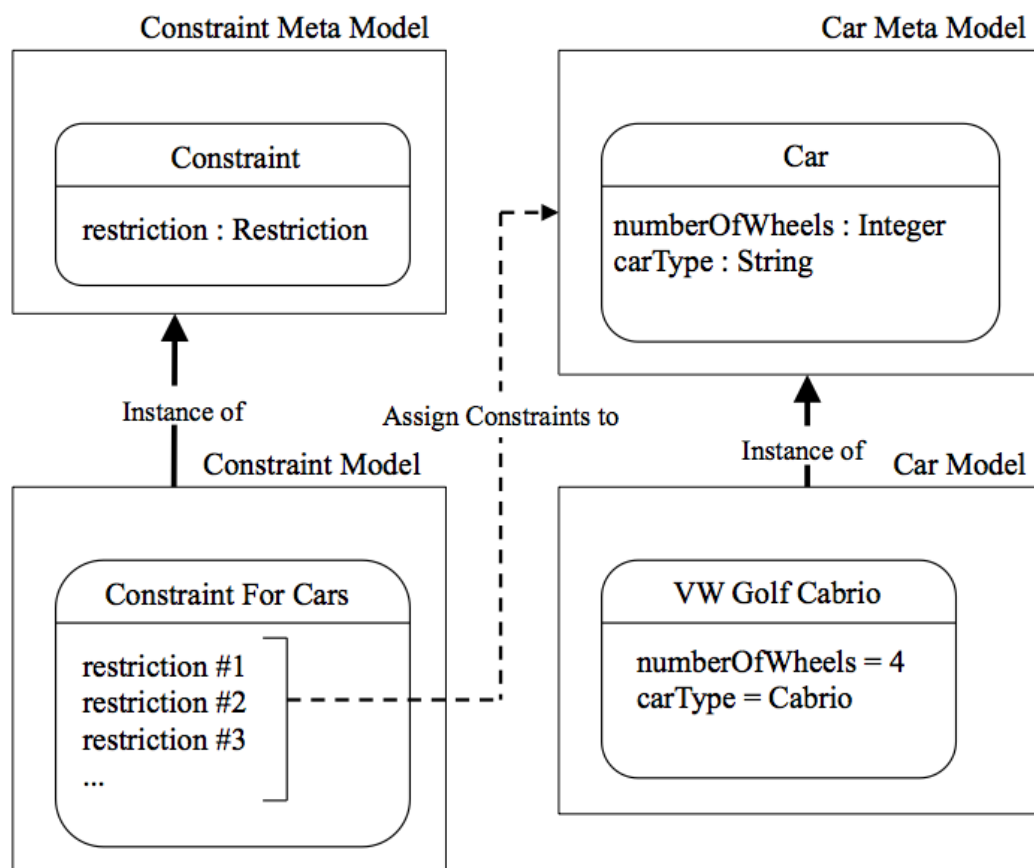 Constraint Meta Model
Constraint
restriction : Restriction
Car Meta Model
Car
numberOfWheels : Integer
carType : String
Instance of
Assign Constraints to
Instance of
Constraint Model
Constraint For Cars
restriction #1
restriction #2
restriction #3
...
Car Model
VW Golf Cabrio
numberOfWheels = 4
carType = Cabrio